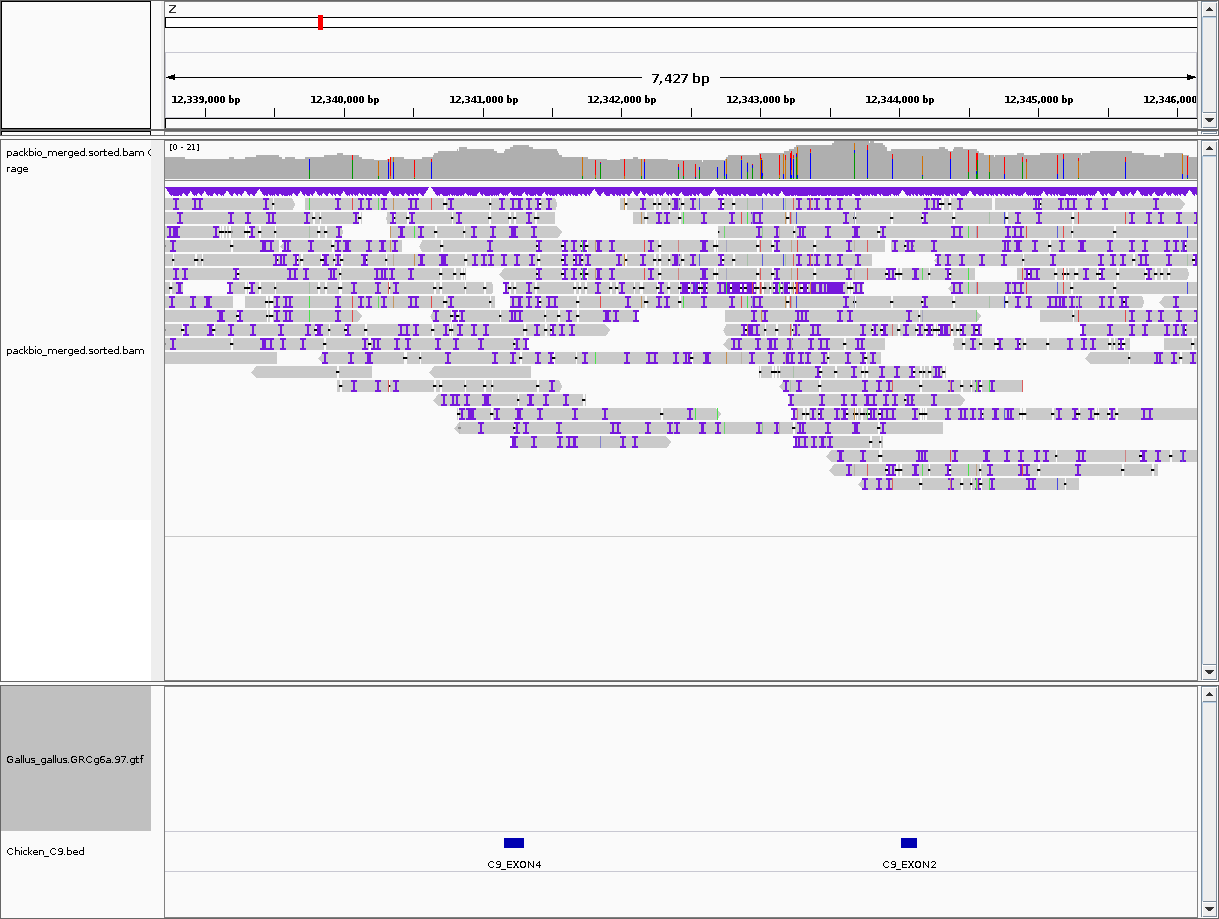 Z
7,427 bp
12,339,000 bp 12,340,000 bp 12,341,000 bp 12,342,000 bp 12,343,000 bp 12,344,000 bp 12,345,000 bp 12,346,000
packbio_merged.sorted.bam C
rage
[0 - 21]
packbio_merged.sorted.bam
Gallus_gallus.GRCg6a.97.gtf
Chicken_C9.bed
C9_EXON4 C9_EXON2